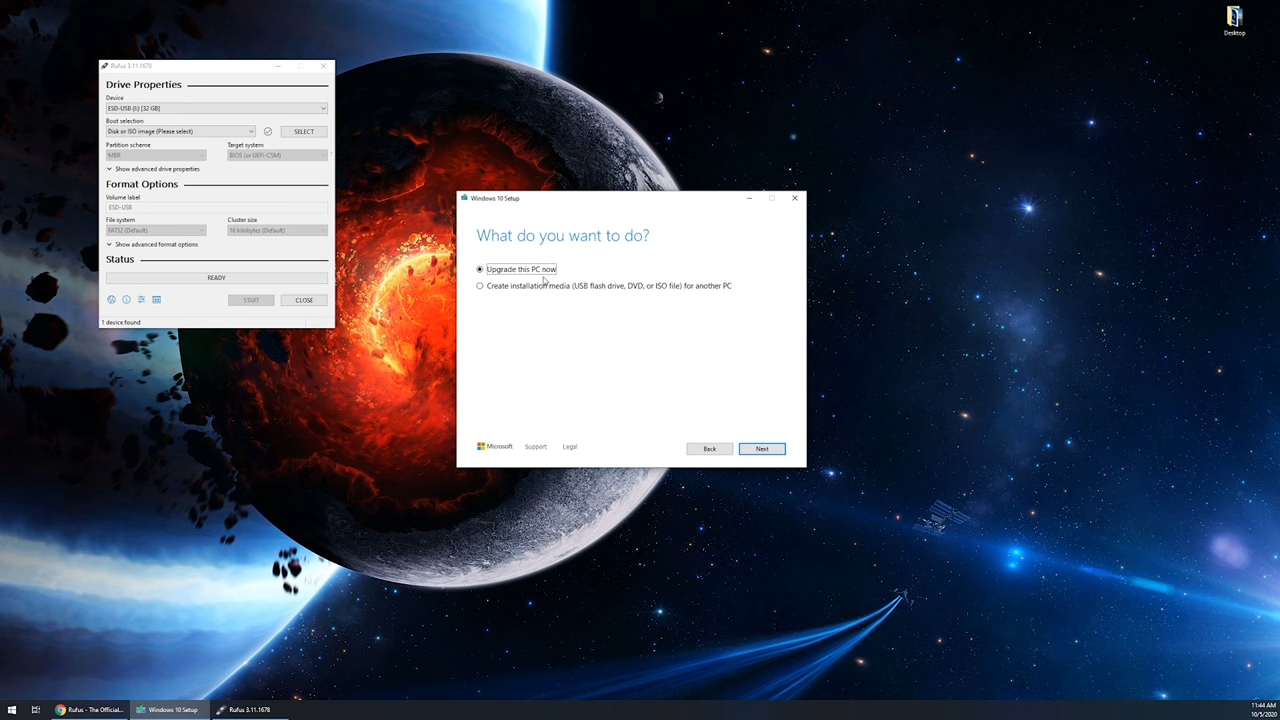 Desktop
Rufus 3.11.1678
Drive Properties
Device
ESD-USB (I:) [32 GB]
Boot selection
Disk or ISO image (Please select)
SELECT
Partition scheme
Target system
MBR
BIOS (or UEFI-CSM)
?
Show advanced drive properties
Format Options
Volume label
ESD-USB
File system
Cluster size
FAT32 (Default)
16 kilobytes (Default)
Show advanced format options
Status
READY
START
CLOSE
1 device found
Windows 10 Setup
What do you want to do?
Upgrade this PC now
Create installation media (USB flash drive, DVD, or ISO file) for another PC
Microsoft
Support
Legal
Back
Next
Rufus - The Official...
Windows 10 Setup
Rufus 3.11.1678
11:44 AM
10/5/2020